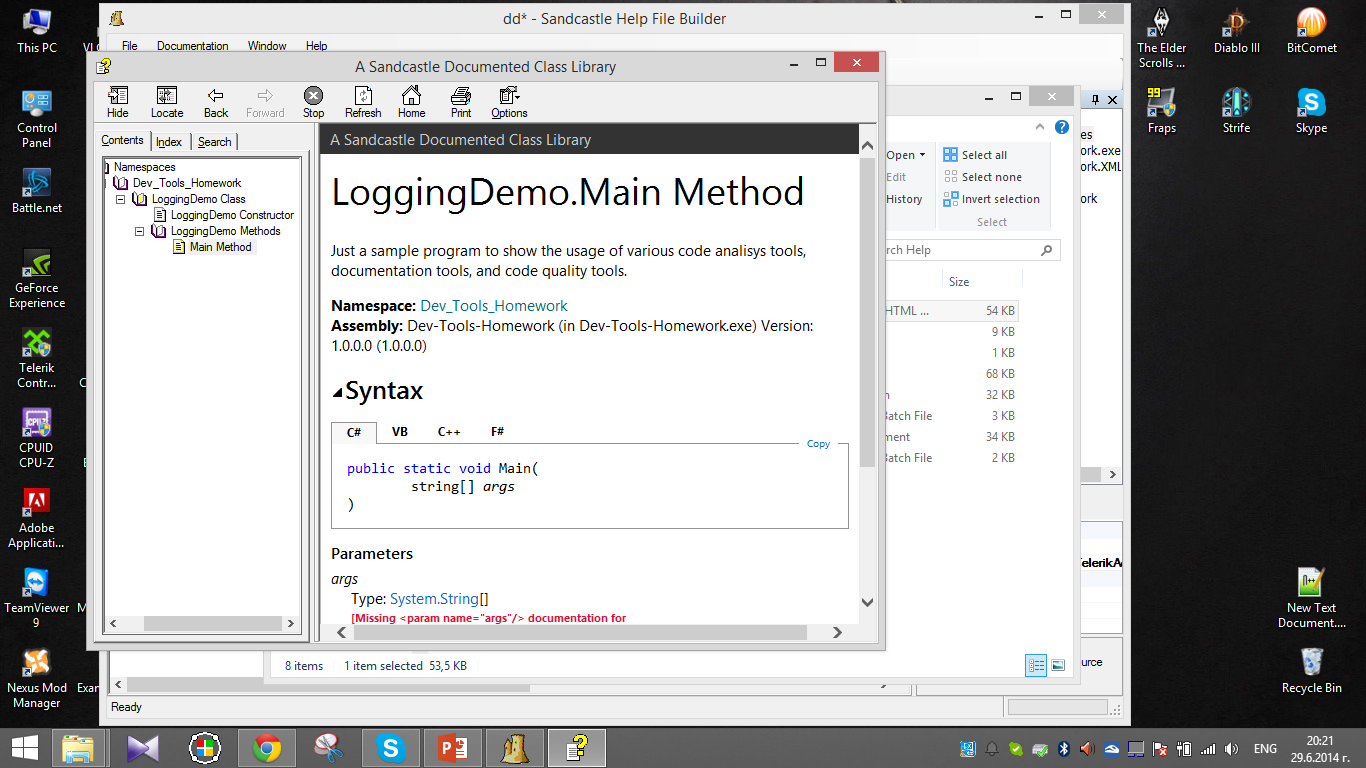 dd* - Sandcastle Help File Builder
File Documentation Window Help
A Sandcastle Documented Class Library
Hide Locate Back Forward Stop Refresh Home Print Options
Contents Index Search
Namespaces
Dev_Tools_Homework
LoggingDemo Class
LoggingDemo Constructor
LoggingDemo Methods
Main Method
A Sandcastle Documented Class Library
LoggingDemo.Main Method
Just a sample program to show the usage of various code analisys tools,
documentation tools, and code quality tools.
Namespace: Dev_Tools_Homework
Assembly: Dev-Tools-Homework (in Dev-Tools-Homework.exe) Version:
1.0.0.0 (1.0.0.0)
Syntax
C# VB C++ F#
Copy
public static void Main(
string[] args
)
Parameters
args
Type: System.String[]
[Missing <param name="args"/> documentation for
Open
Edit
History
Select all
Select none
Invert selection
Select
rch Help
Size
HTML ... 54 KB
9 KB
1 KB
68 KB
n 32 KB
Batch File 3 KB
ment 34 KB
Batch File 2 KB
es
ork.exe
ork.XML
ork
TelerikA
ource
8 items 1 item selected 53,5 KB
Ready
This PC
VL
Control
Panel
Battle.net
GeForce
Experience
Telerik
Contr...
C
CPUID
CPU-Z
E
Adobe
Applicati...
TeamViewer
9
M
Nexus Mod
Manager
Exan
The Elder
Scrolls ...
Diablo III
BitComet
99
Fraps
Strife
Skype
New Text
Document....
Recycle Bin
ENG
20:21
29.6.2014 г.